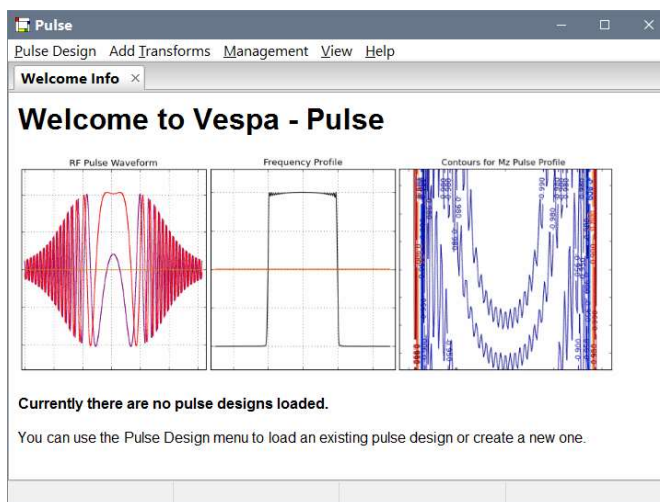 Pulse
Pulse Design Add Transforms Management View Help
Welcome Info
Welcome to Vespa - Pulse
RF Pulse Waveform Frequency Profile Contours for Mz Pulse Profile
Currently there are no pulse designs loaded.
You can use the Pulse Design menu to load an existing pulse design or create a new one.